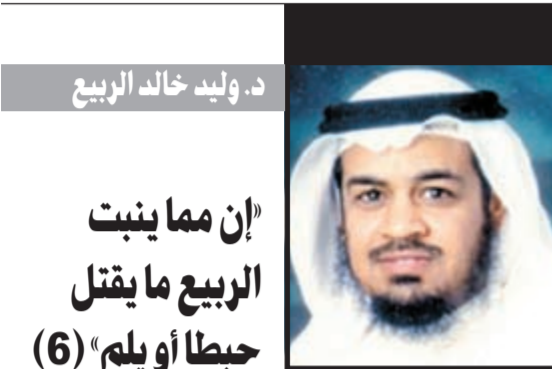 د. وليد خالد الربيع
«إن مما ينبت
الربيع ما يقتل
حبطا أو يلم» (6)